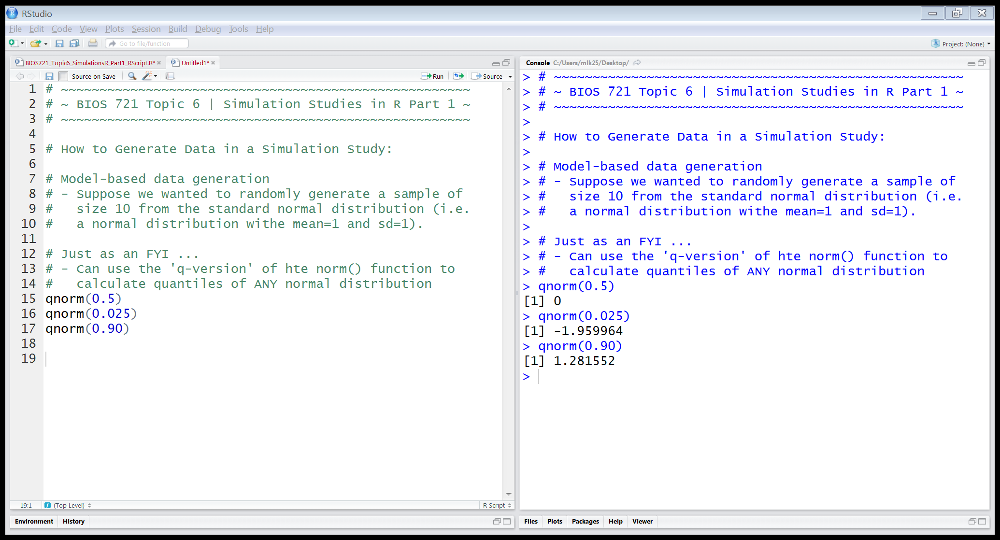 RStudio
File Edit Code View Plots Session Build Debug Tools Help
Go to file/function
Project: (None)
BIOS721_Topic6_SimulationsR_Part1_RScript.R* Untitled1*
Source on Save Run Source
1 # ~~~~~~~~~~~~~~~~~~~~~~~~~~~~~~~~~~~~~~~~~~~~~~~~~~~~~
2 # ~ BIOS 721 Topic 6 | Simulation Studies in R Part 1 ~
3 # ~~~~~~~~~~~~~~~~~~~~~~~~~~~~~~~~~~~~~~~~~~~~~~~~~~~~~
4
5 # How to Generate Data in a Simulation Study:
6
7 # Model-based data generation
8 # - Suppose we wanted to randomly generate a sample of
9 #   size 10 from the standard normal distribution (i.e.
10 #   a normal distribution withe mean=1 and sd=1).
11
12 # Just as an FYI ...
13 # - Can use the 'q-version' of hte norm() function to
14 #   calculate quantiles of ANY normal distribution
15 qnorm(0.5)
16 qnorm(0.025)
17 qnorm(0.90)
18
19
19:1 (Top Level) R Script
Environment History
Console C:/Users/mlk25/Desktop/
> # ~~~~~~~~~~~~~~~~~~~~~~~~~~~~~~~~~~~~~~~~~~~~~~~~~~~~~
> # ~ BIOS 721 Topic 6 | Simulation Studies in R Part 1 ~
> # ~~~~~~~~~~~~~~~~~~~~~~~~~~~~~~~~~~~~~~~~~~~~~~~~~~~~~
>
> # How to Generate Data in a Simulation Study:
>
> # Model-based data generation
> # - Suppose we wanted to randomly generate a sample of
> #   size 10 from the standard normal distribution (i.e.
> #   a normal distribution withe mean=1 and sd=1).
>
> # Just as an FYI ...
> # - Can use the 'q-version' of hte norm() function to
> #   calculate quantiles of ANY normal distribution
> qnorm(0.5)
[1] 0
> qnorm(0.025)
[1] -1.959964
> qnorm(0.90)
[1] 1.281552
>
Files Plots Packages Help Viewer